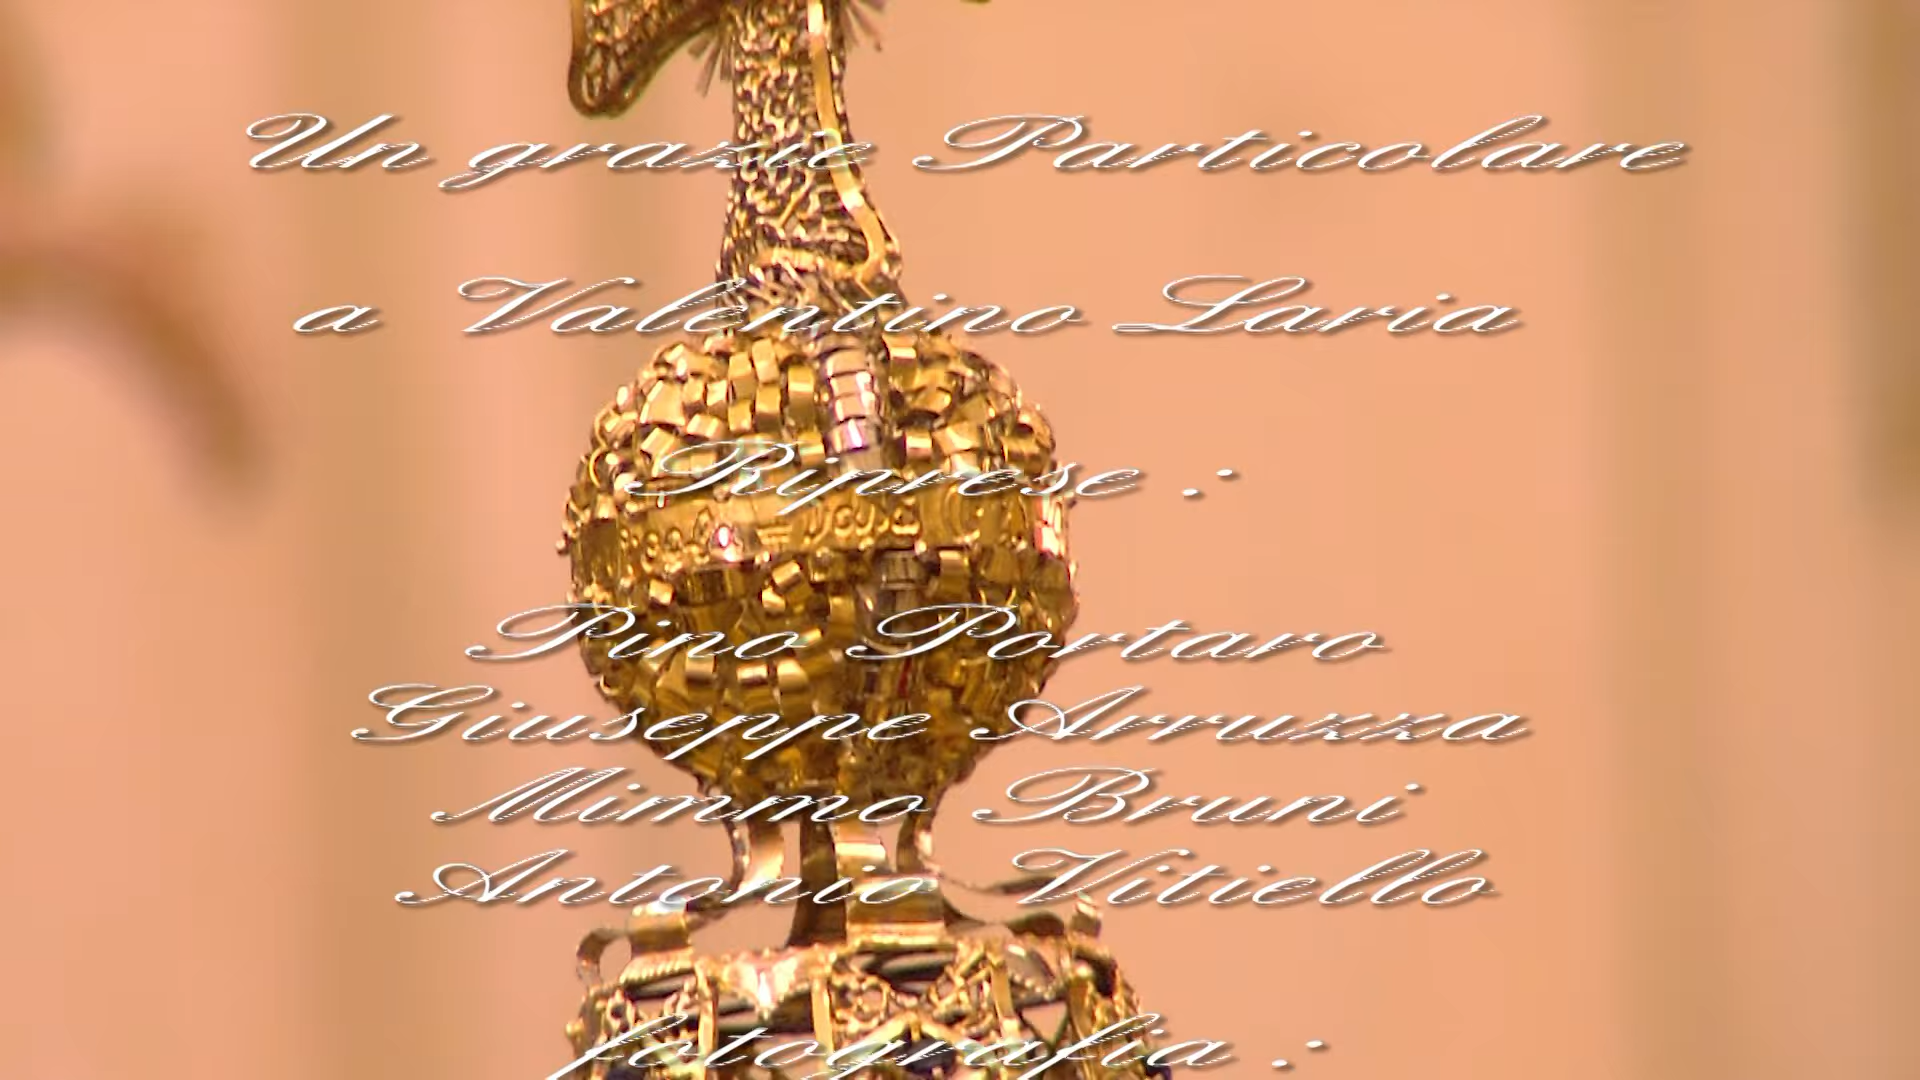 Un grazie Particolare
a Valentino Laria
Riprese :
Pino Portaro
Giuseppe Arruzza
Mimmo Bruni
Antonio Vitiello
fotografia :